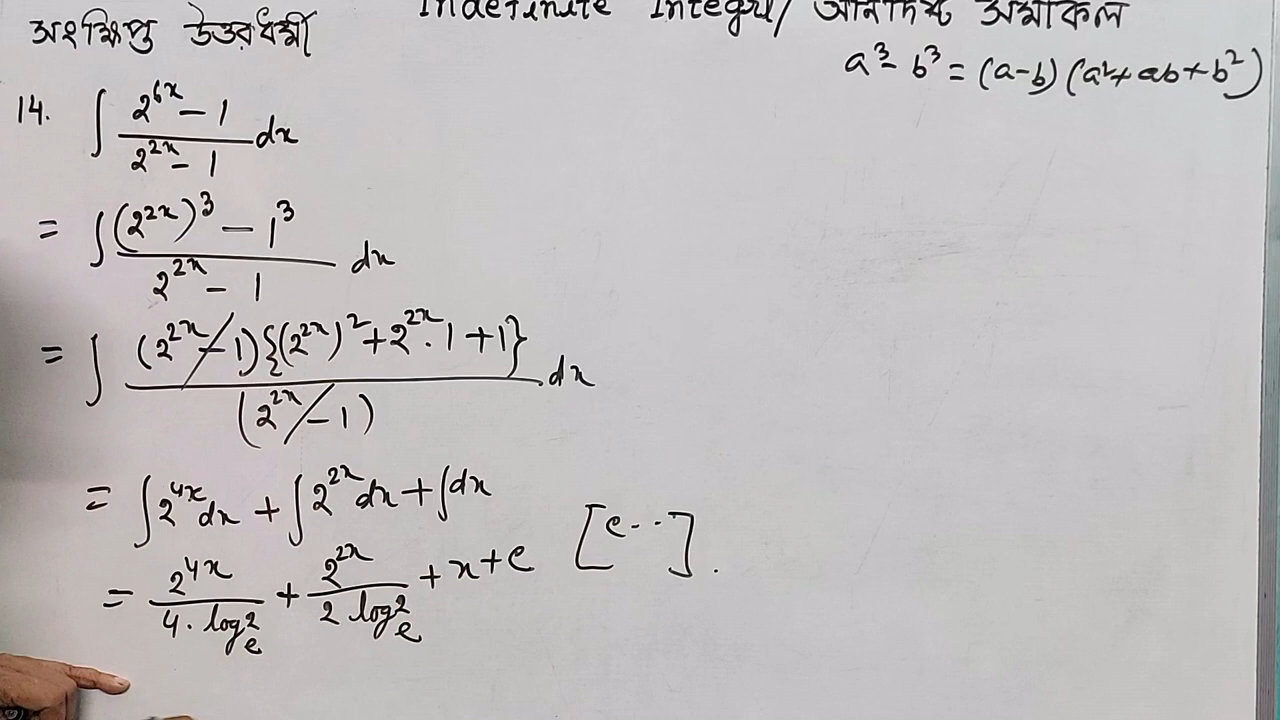 সংক্ষিপ্ত উত্তরধর্মী
Indefinite Integral/ অনির্দিষ্ট সমাকল
a³ - b³ = (a-b) (a²+ab+b²)
14. ∫ (2^{6x} - 1)/(2^{2x} - 1) dx
= ∫ ((2^{2x})³ - 1³)/(2^{2x} - 1) dx
= ∫ ((2^{2x} - 1){(2^{2x})² + 2^{2x}.1 + 1})/((2^{2x} - 1)) dx
= ∫2^{4x} dx + ∫2^{2x} dx + ∫dx
= 2^{4x}/(4. log_e 2) + 2^{2x}/(2 log_e 2) + x + c [c...].